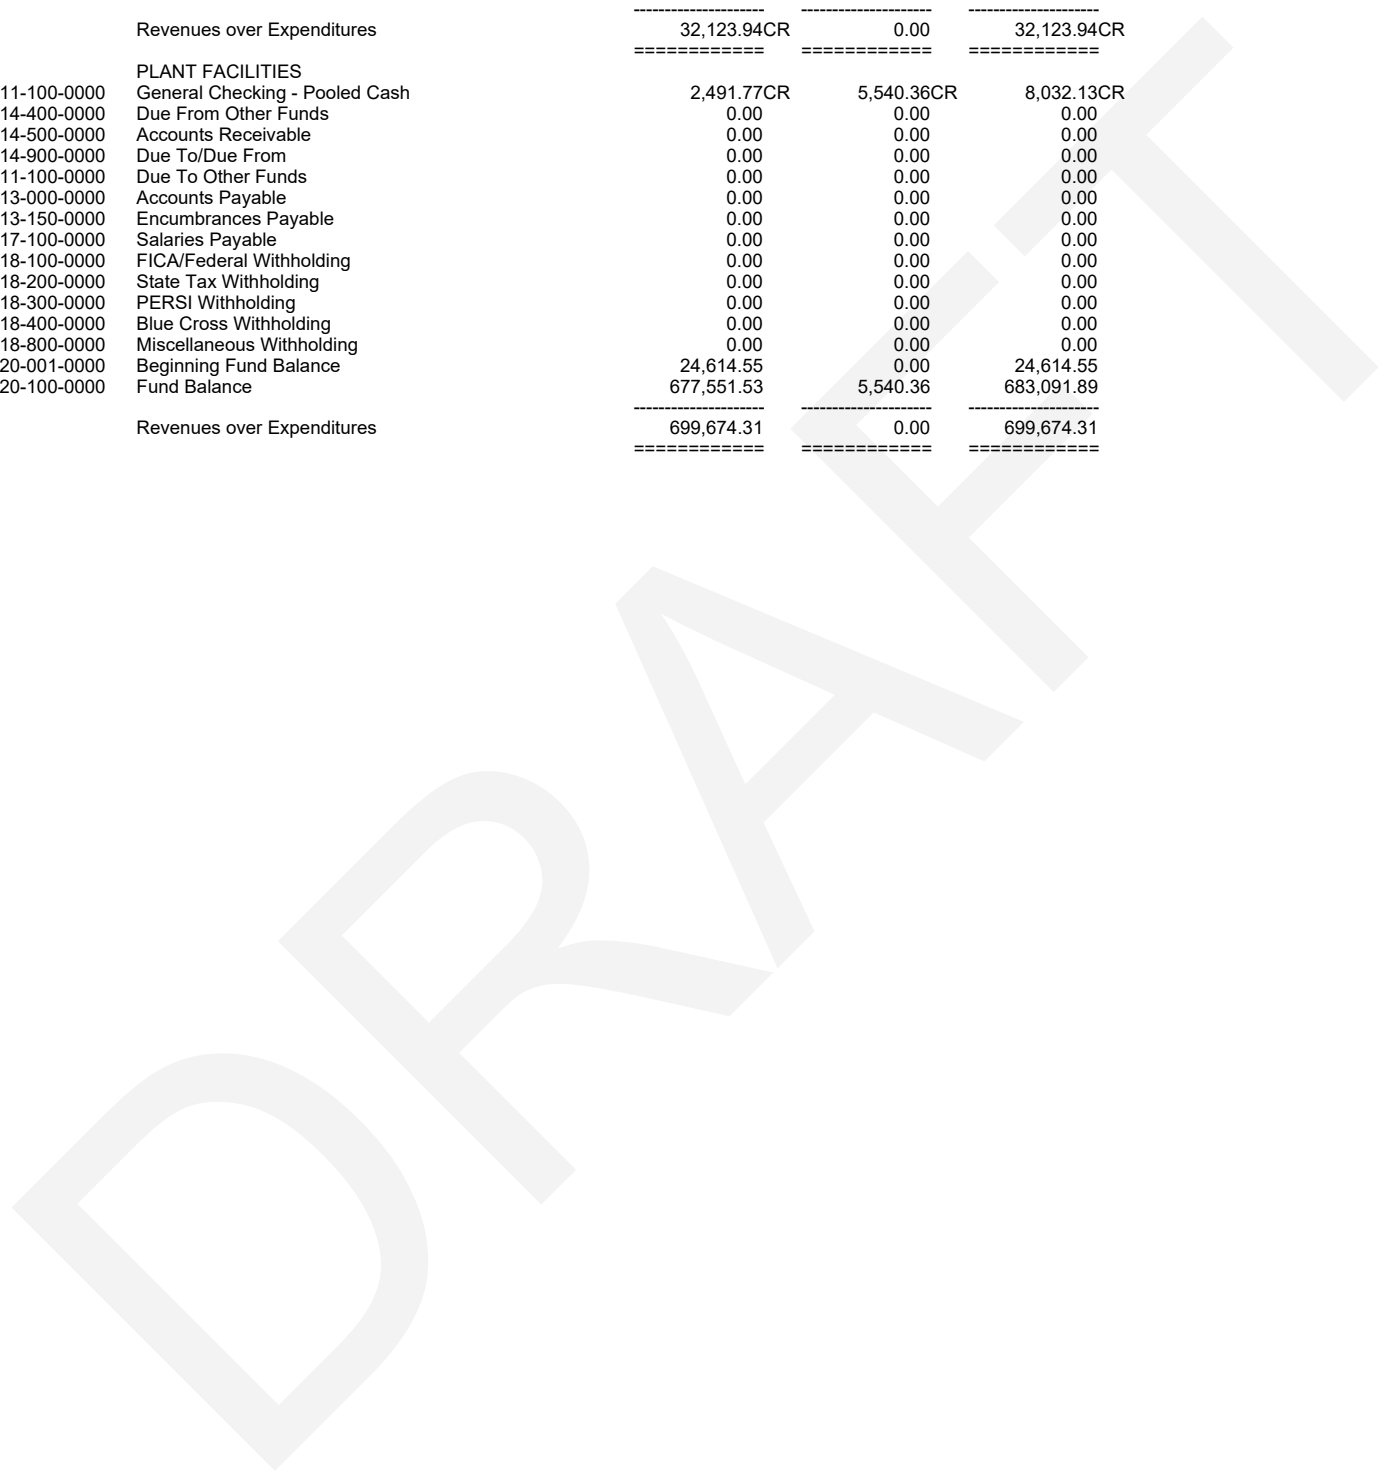 --------------------- --------------------- ---------------------
Revenues over Expenditures 32,123.94CR 0.00 32,123.94CR
============ ============ ============
PLANT FACILITIES
11-100-0000 General Checking - Pooled Cash 2,491.77CR 5,540.36CR 8,032.13CR
14-400-0000 Due From Other Funds 0.00 0.00 0.00
14-500-0000 Accounts Receivable 0.00 0.00 0.00
14-900-0000 Due To/Due From 0.00 0.00 0.00
11-100-0000 Due To Other Funds 0.00 0.00 0.00
13-000-0000 Accounts Payable 0.00 0.00 0.00
13-150-0000 Encumbrances Payable 0.00 0.00 0.00
17-100-0000 Salaries Payable 0.00 0.00 0.00
18-100-0000 FICA/Federal Withholding 0.00 0.00 0.00
18-200-0000 State Tax Withholding 0.00 0.00 0.00
18-300-0000 PERSI Withholding 0.00 0.00 0.00
18-400-0000 Blue Cross Withholding 0.00 0.00 0.00
18-800-0000 Miscellaneous Withholding 0.00 0.00 0.00
20-001-0000 Beginning Fund Balance 24,614.55 0.00 24,614.55
20-100-0000 Fund Balance 677,551.53 5,540.36 683,091.89
--------------------- --------------------- ---------------------
Revenues over Expenditures 699,674.31 0.00 699,674.31
============ ============ ============
DRAFT